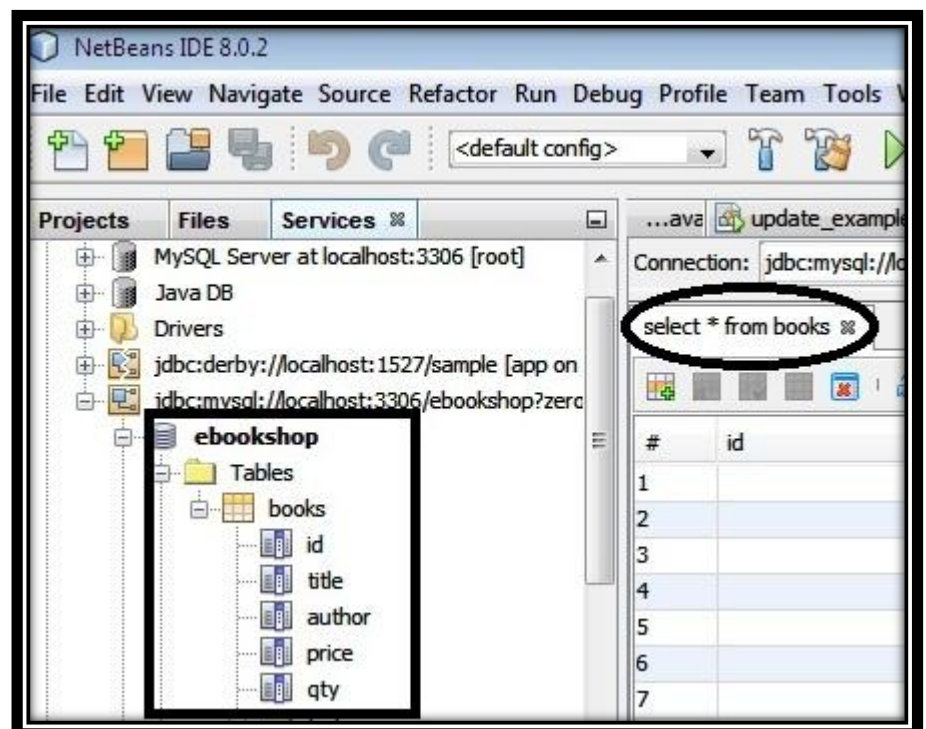 NetBeans IDE 8.0.2
File Edit View Navigate Source Refactor Run Debug Profile Team Tools
<default config>
Projects Files Services
...ava update_example
MySQL Server at localhost:3306 [root]
Java DB
Drivers
jdbc:derby://localhost:1527/sample [app on
jdbc:mysql://localhost:3306/ebookshop?zero
ebookshop
Tables
books
id
title
author
price
qty
Connection: jdbc:mysql://lo
select * from books
# id
1
2
3
4
5
6
7